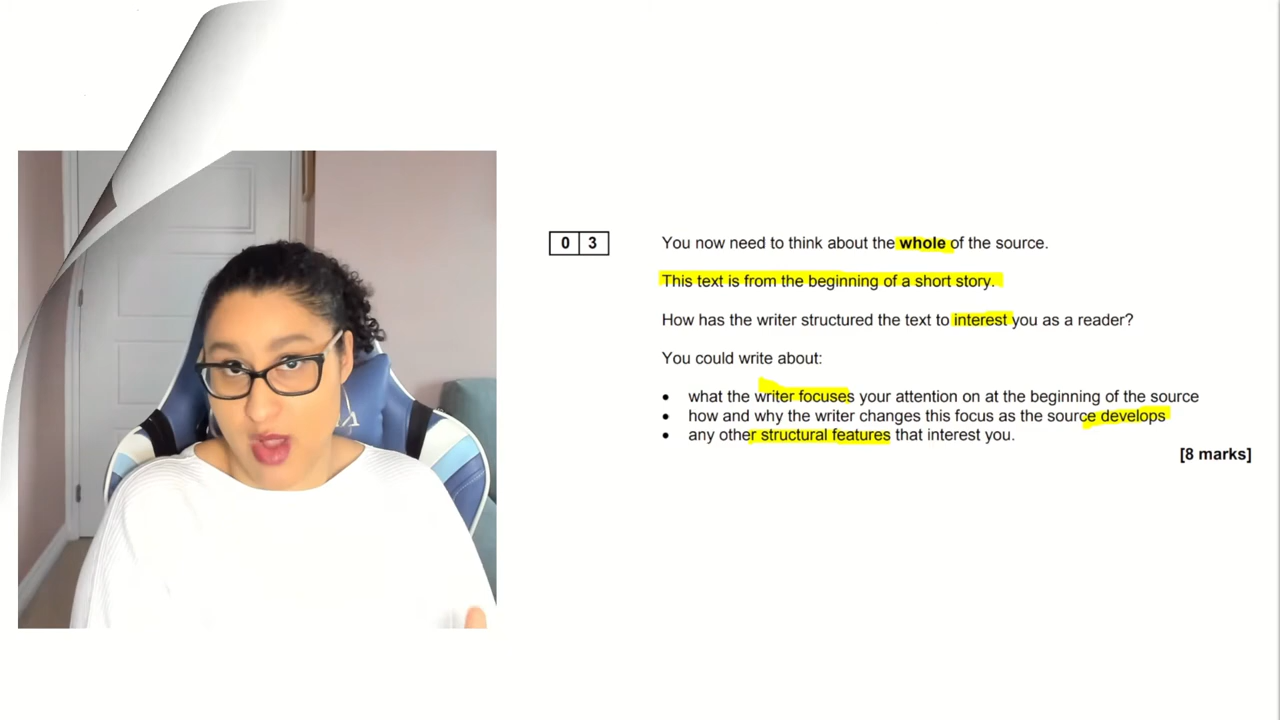 0 3 You now need to think about the whole of the source.
This text is from the beginning of a short story.
How has the writer structured the text to interest you as a reader?
You could write about:
• what the writer focuses your attention on at the beginning of the source
• how and why the writer changes this focus as the source develops
• any other structural features that interest you.
[8 marks]